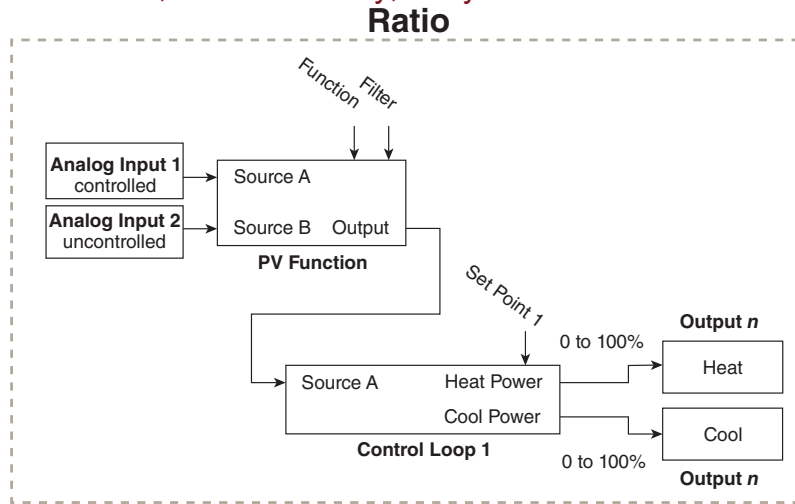 Ratio
Function
Filter
Analog Input 1
controlled
Source A
Analog Input 2
uncontrolled
Source B Output
PV Function
Set Point 1
Output n
0 to 100%
Heat
Source A Heat Power
Cool Power
Cool
Control Loop 1
0 to 100%
Output n